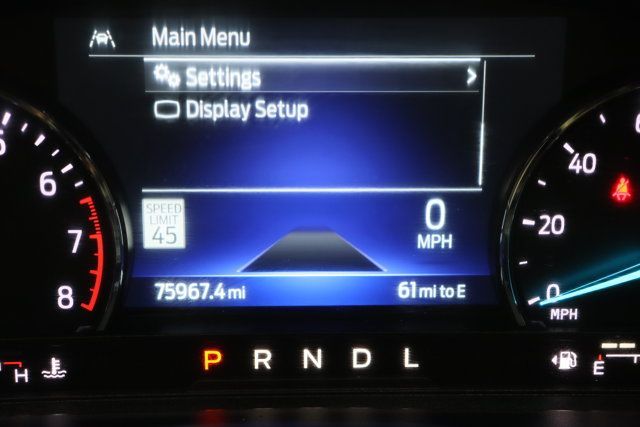 Main Menu
Settings
Display Setup
6
7
8
SPEED
LIMIT
45
0
MPH
40
20
0
MPH
75967.4 mi
61 mi to E
H
P R N D L
E